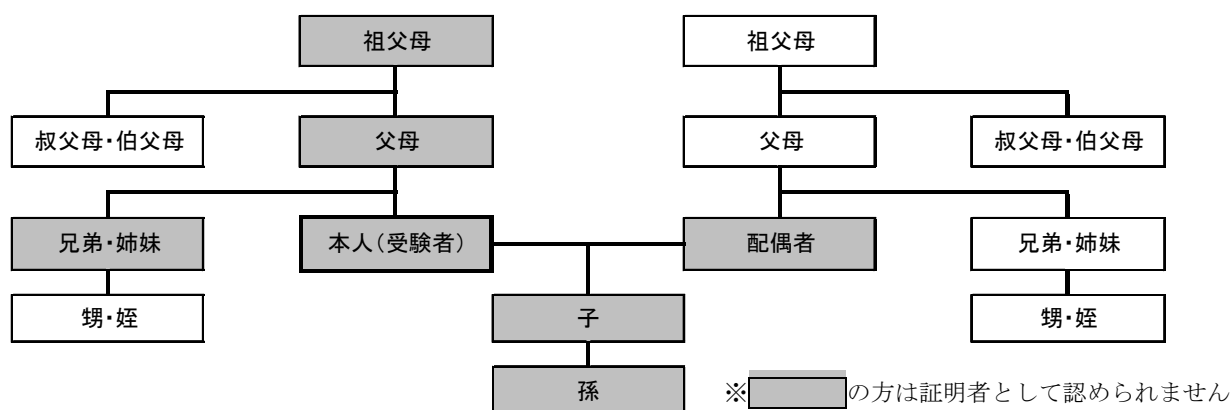 祖父母
祖父母
叔父母・伯父母
父母
父母
叔父母・伯父母
兄弟・姉妹
本人(受験者)
配偶者
兄弟・姉妹
甥・姪
子
甥・姪
孫
※の方は証明者として認められません